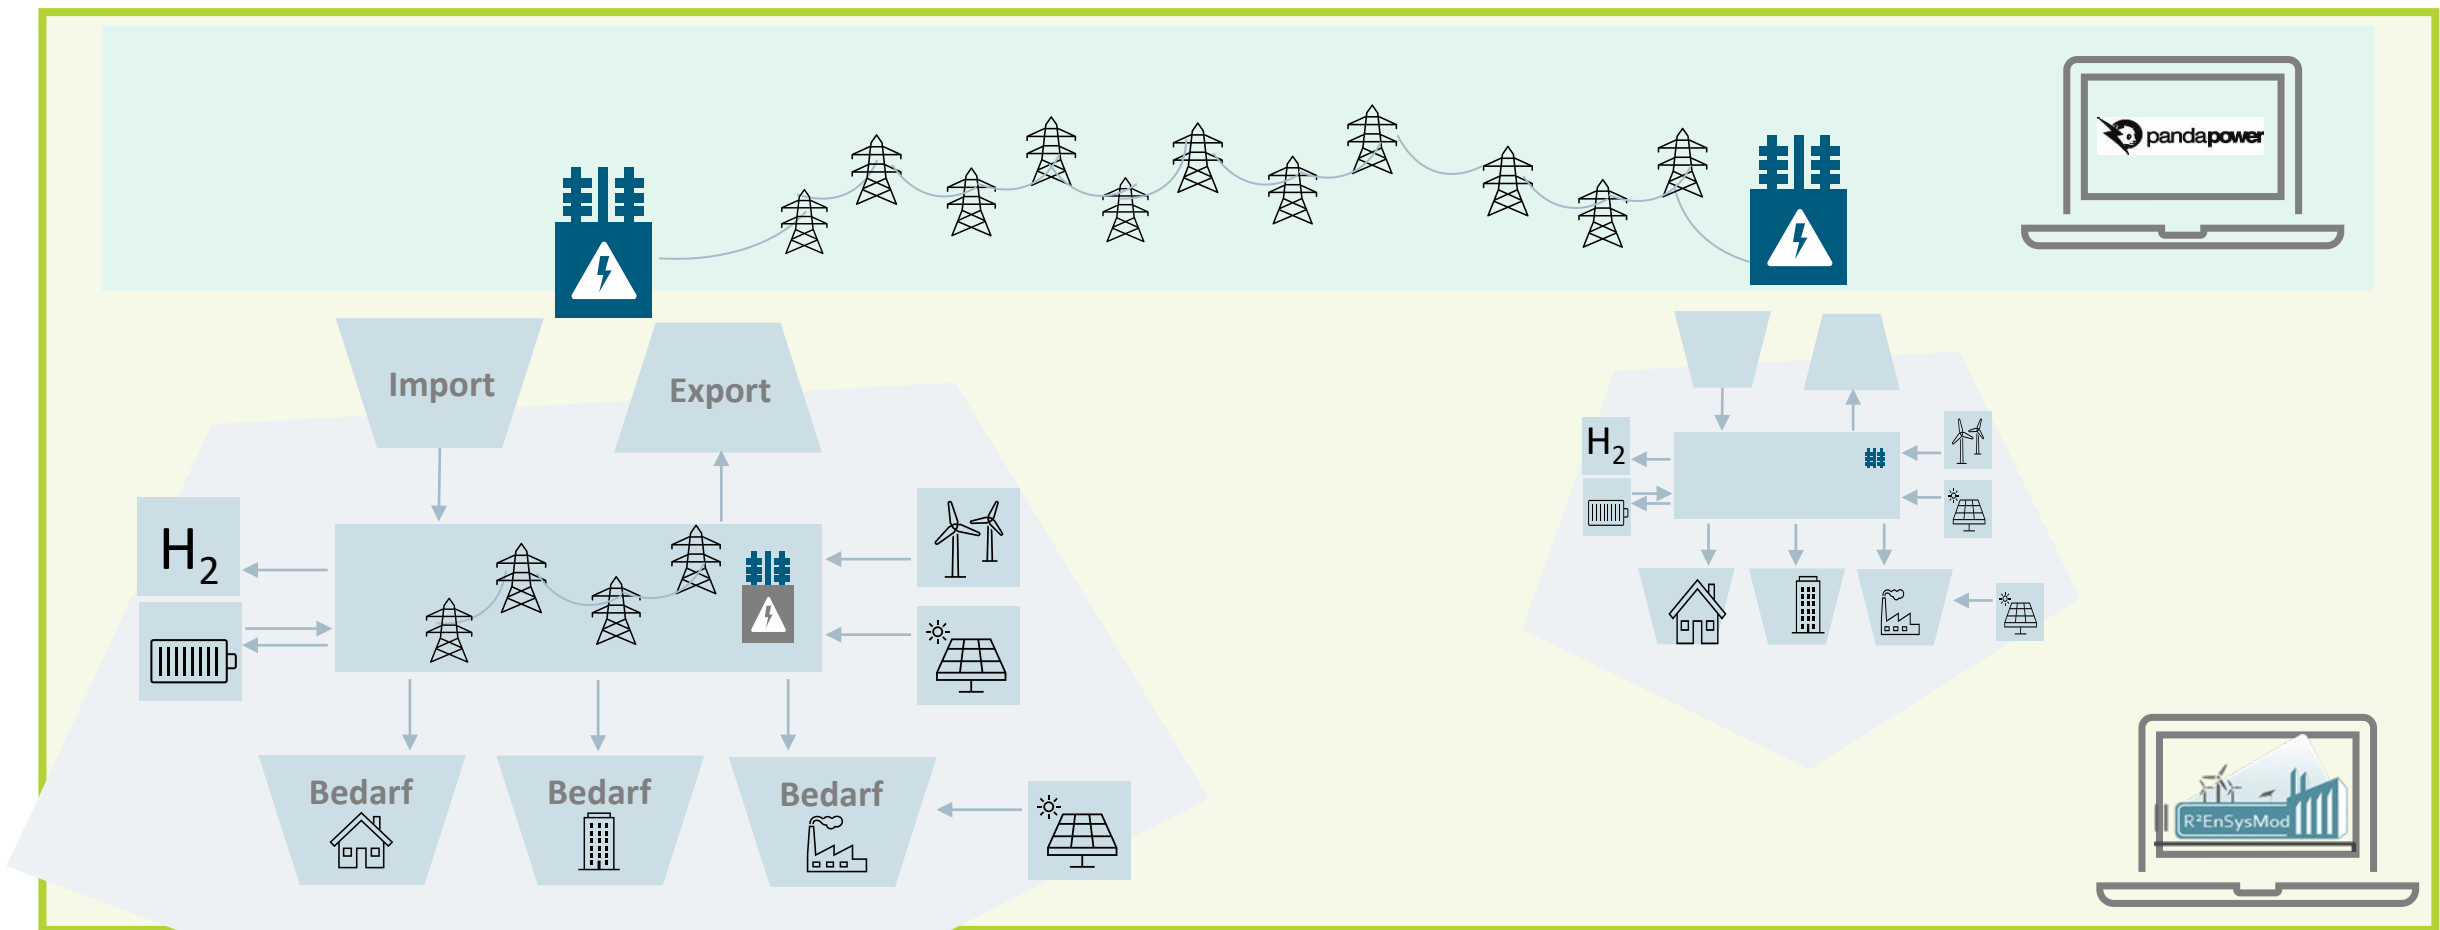 pandapower
Import
Export
H₂
H₂
Bedarf
Bedarf
Bedarf
R²EnSysMod